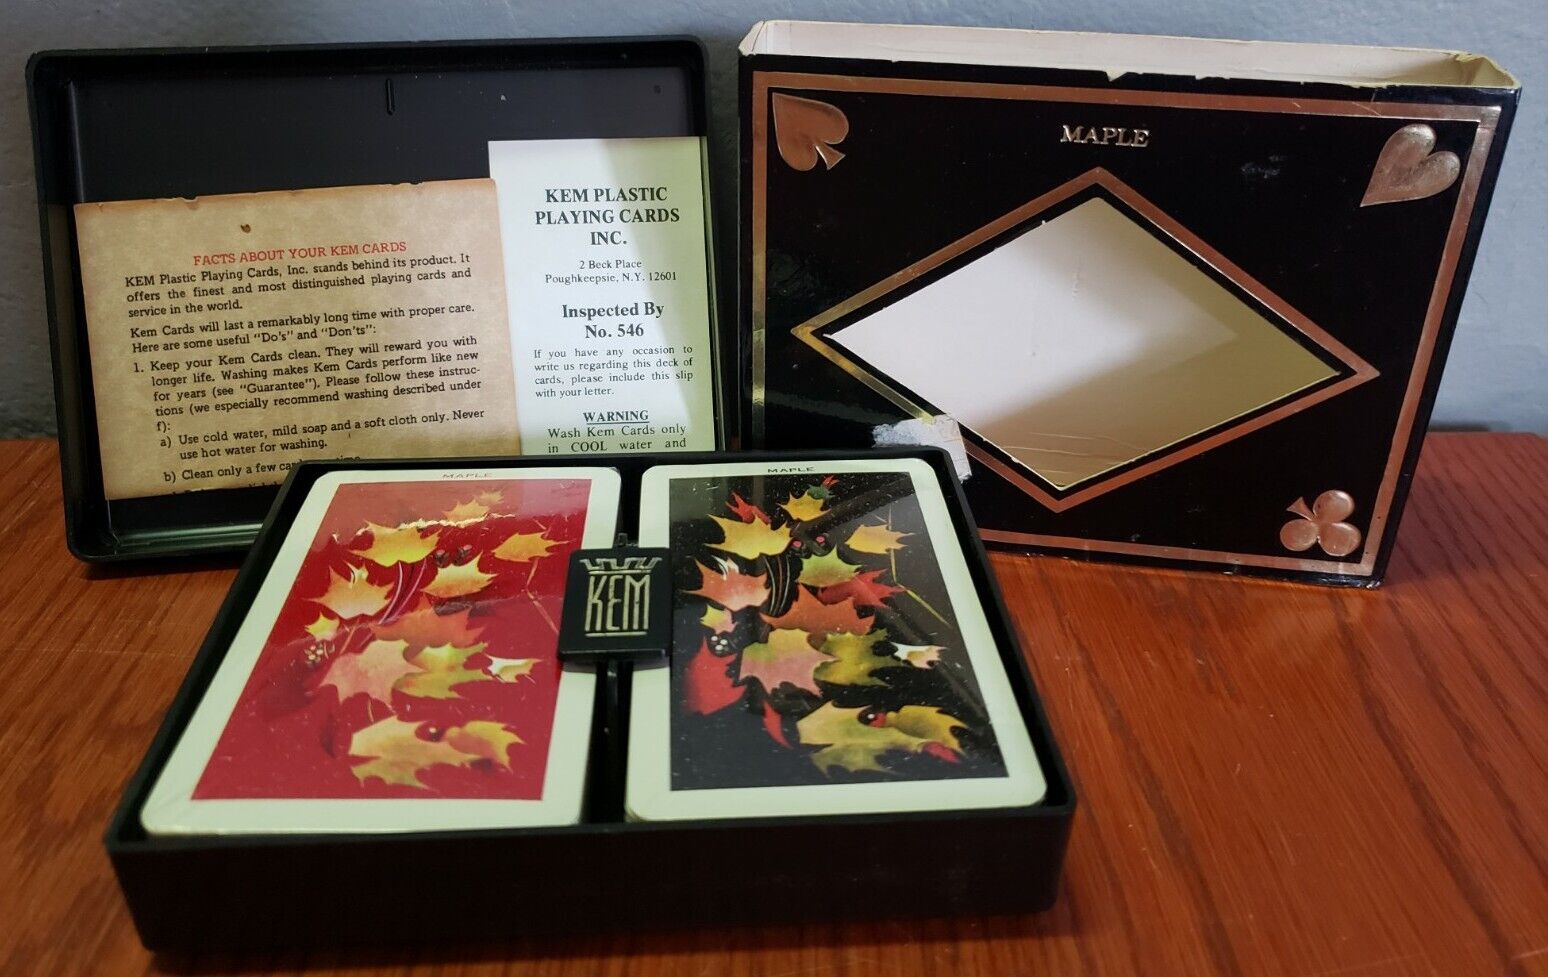 FACTS ABOUT YOUR KEM CARDS
KEM Plastic Playing Cards, Inc. stands behind its product. It
offers the finest and most distinguished playing cards and
service in the world.
Kem Cards will last a remarkably long time with proper care.
Here are some useful "Do's" and "Don'ts":
1. Keep your Kem Cards clean. They will reward you with
longer life. Washing makes Kem Cards perform like new
for years (see "Guarantee"). Please follow these instruc-
tions (we especially recommend washing described under
f):
a) Use cold water, mild soap and a soft cloth only. Never
use hot water for washing.
b) Clean only a few cards time
KEM PLASTIC
PLAYING CARDS
INC.
2 Beck Place
Poughkeepsie, N.Y. 12601
Inspected By
No. 546
If you have any occasion to
write us regarding this deck of
cards, please include this slip
with your letter.
WARNING
Wash Kem Cards only
in COOL water and
MAPLE
MAPLE
MAPLE
KEM